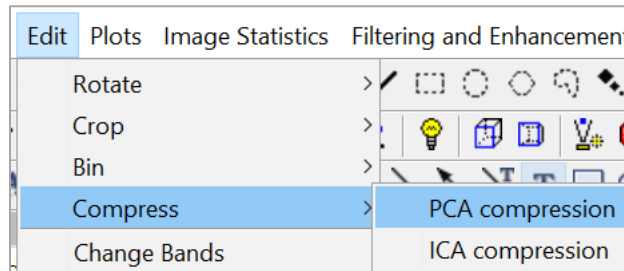 Edit Plots Image Statistics Filtering and Enhancement
Rotate
Crop
Bin
Compress
PCA compression
Change Bands
ICA compression